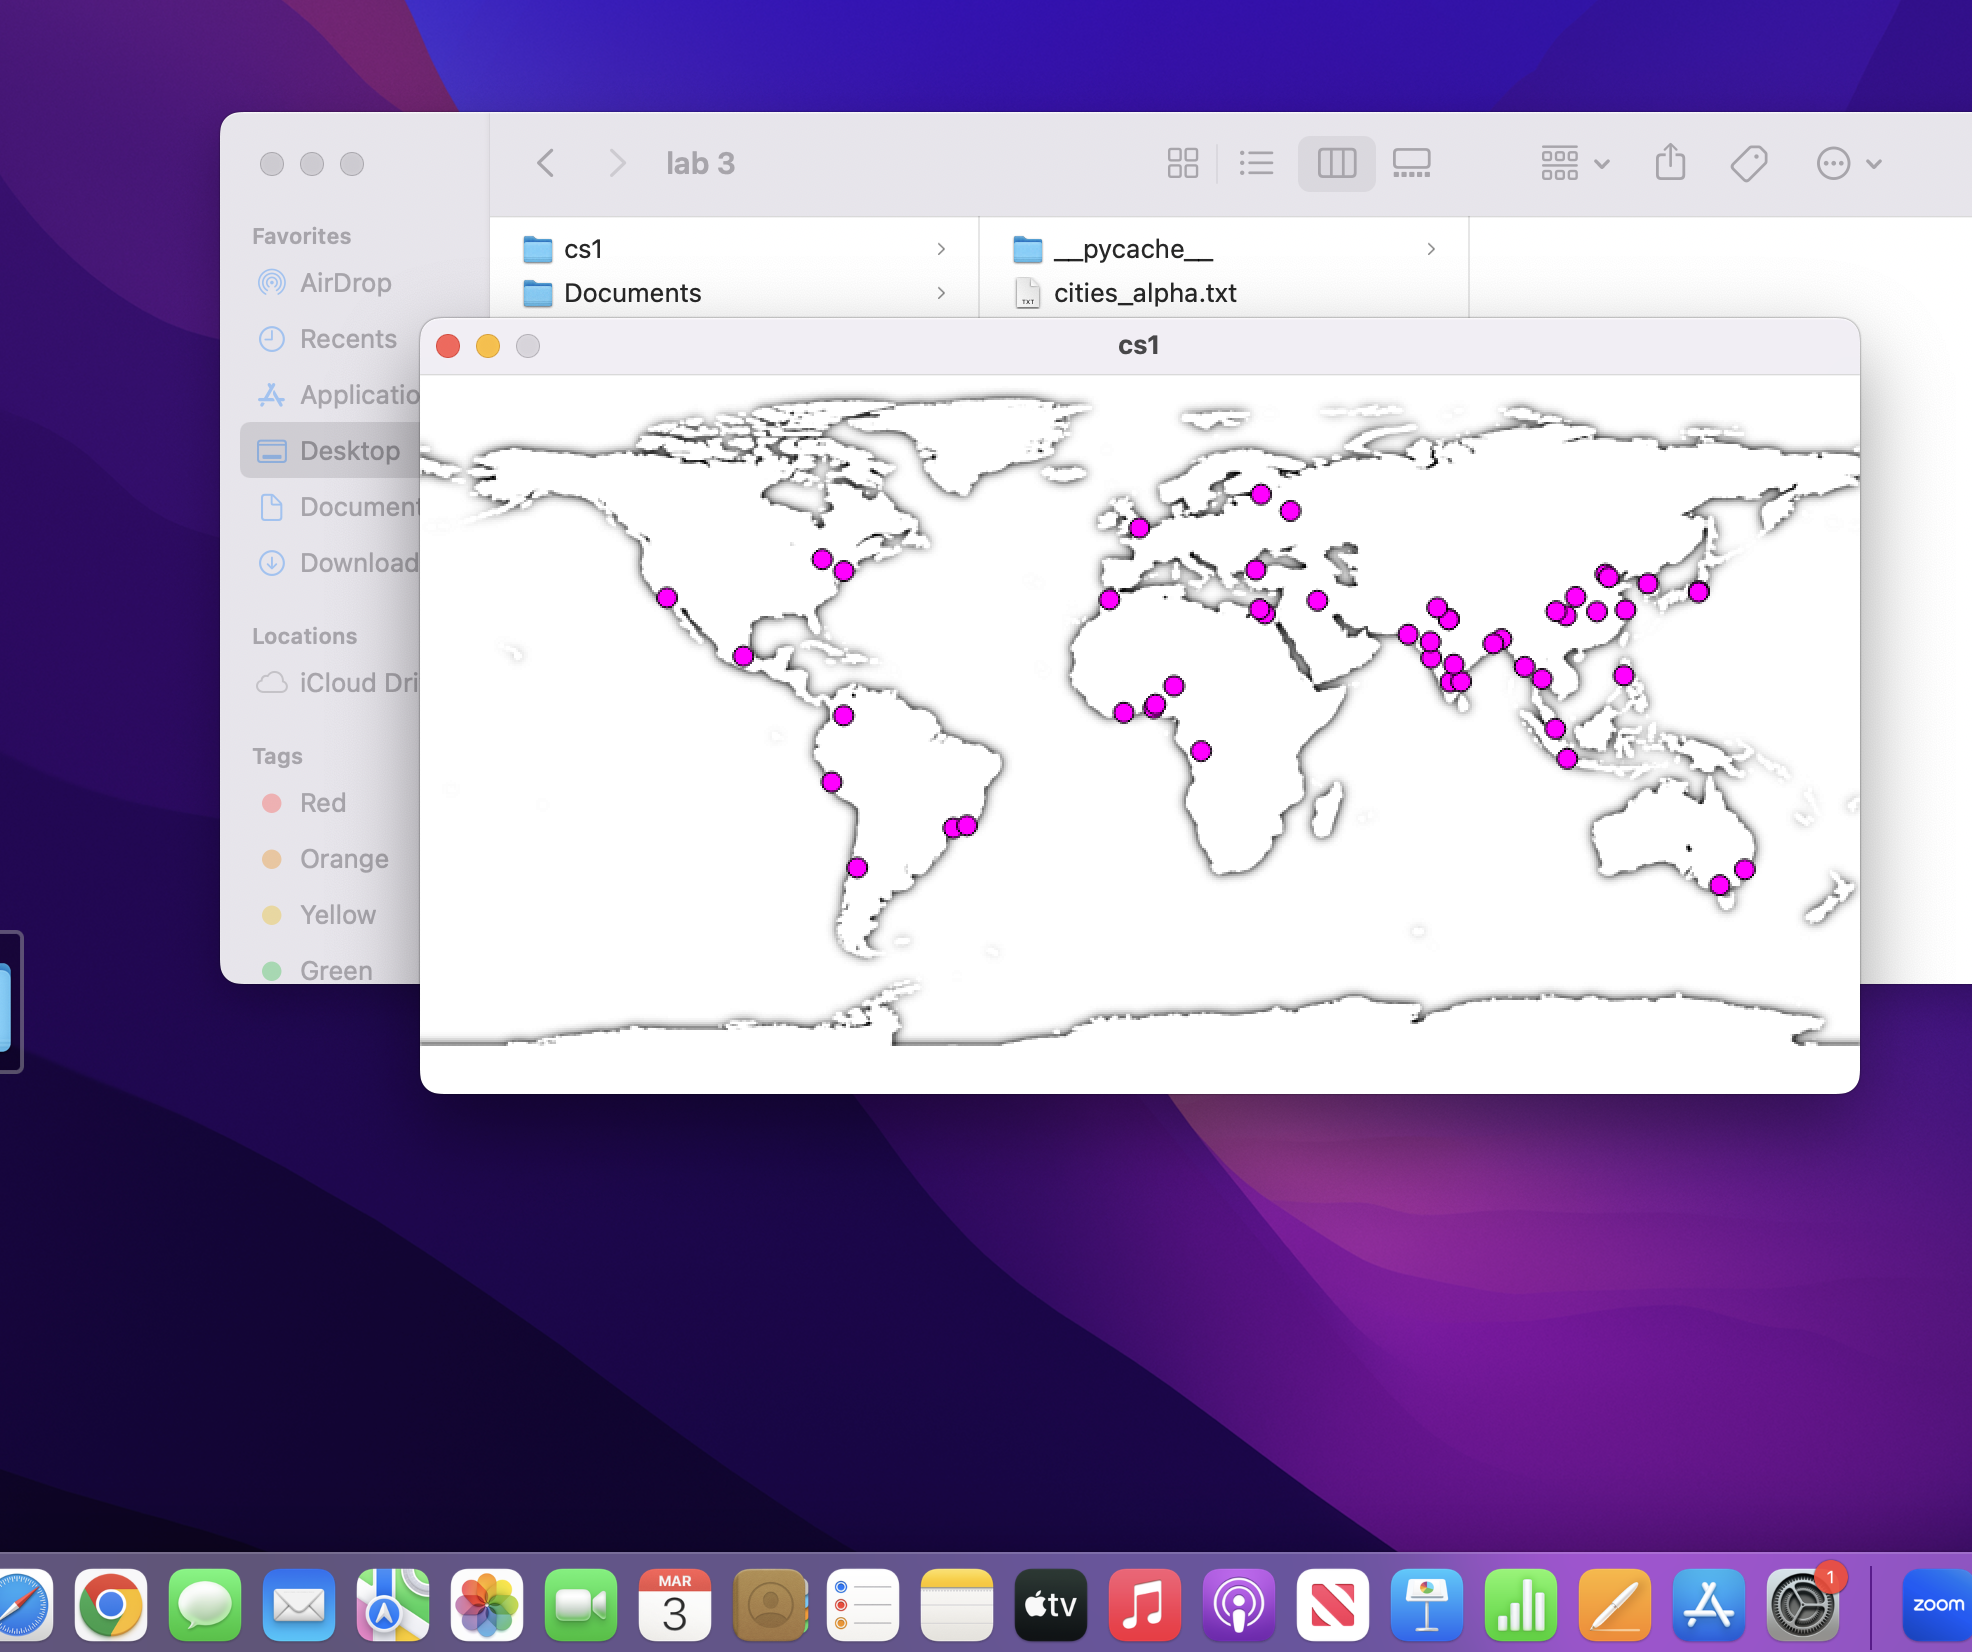 lab 3
Favorites
AirDrop
Recents
Applicatio
Desktop
Document
Download
Locations
iCloud Dri
Tags
Red
Orange
Yellow
Green
cs1
Documents
__pycache__
cities_alpha.txt
TXT
cs1
MAR
3
tv
1
zoom